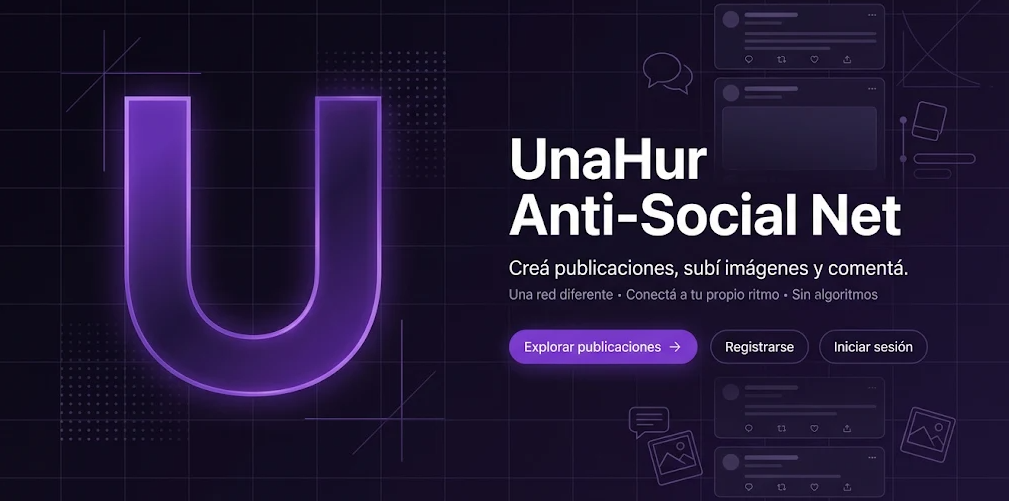 U
UnaHur
Anti-Social Net
Creá publicaciones, subí imágenes y comentá.
Una red diferente • Conectá a tu propio ritmo • Sin algoritmos
Explorar publicaciones →
Registrarse
Iniciar sesión